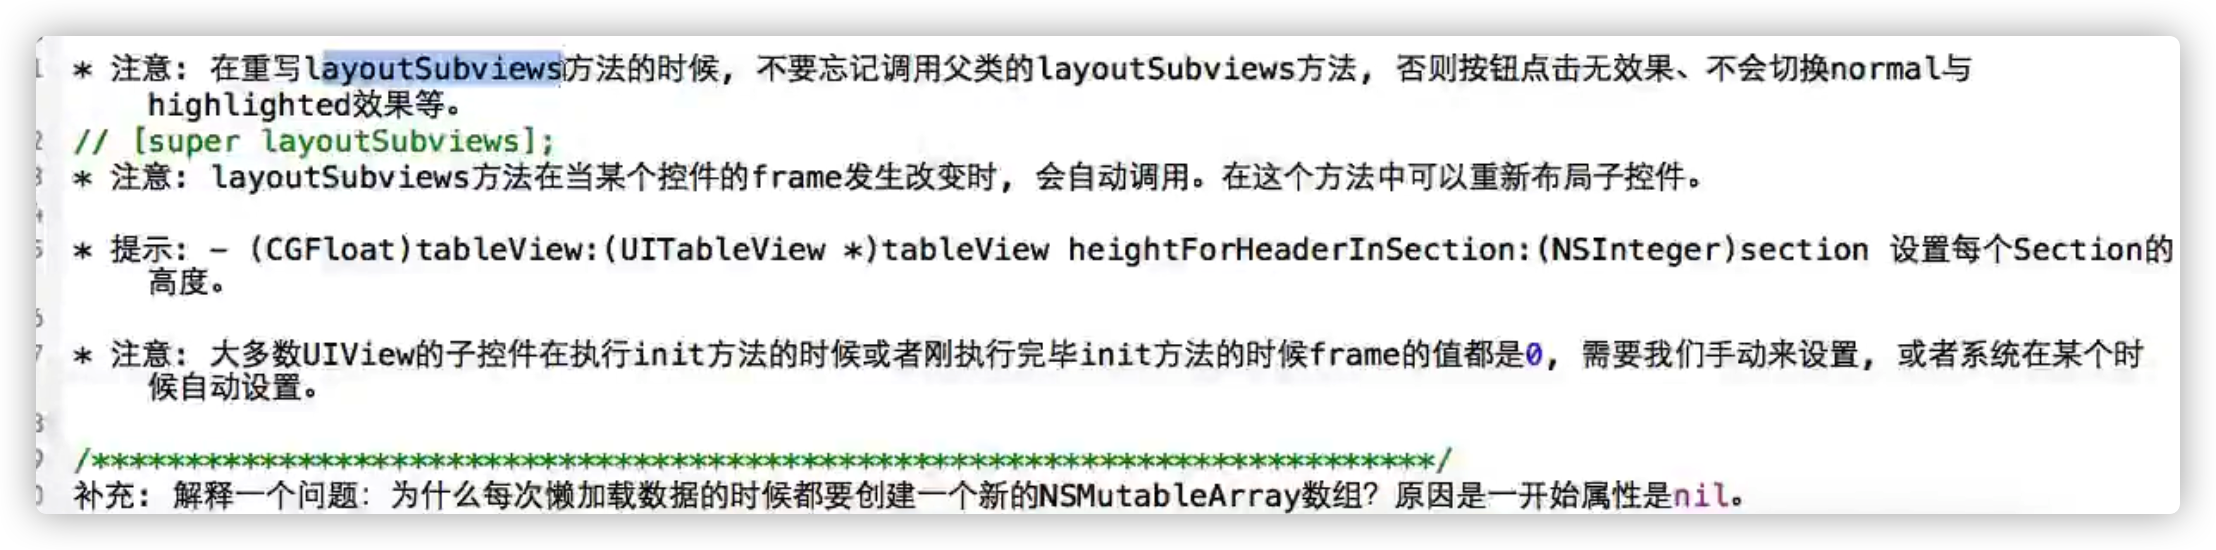 * 注意: 在重写layoutSubviews方法的时候, 不要忘记调用父类的layoutSubviews方法, 否则按钮点击无效果、不会切换normal与
highlighted效果等。
// [super layoutSubviews];
* 注意: layoutSubviews方法在当某个控件的frame发生改变时, 会自动调用。在这个方法中可以重新布局子控件。
* 提示: - (CGFloat)tableView:(UITableView *)tableView heightForHeaderInSection:(NSInteger)section 设置每个Section的
高度。
* 注意: 大多数UIView的子控件在执行init方法的时候或者刚执行完毕init方法的时候frame的值都是0, 需要我们手动来设置, 或者系统在某个时
候自动设置。
/***********************************************************************/
补充: 解释一个问题: 为什么每次懒加载数据的时候都要创建一个新的NSMutableArray数组? 原因是一开始属性是nil。